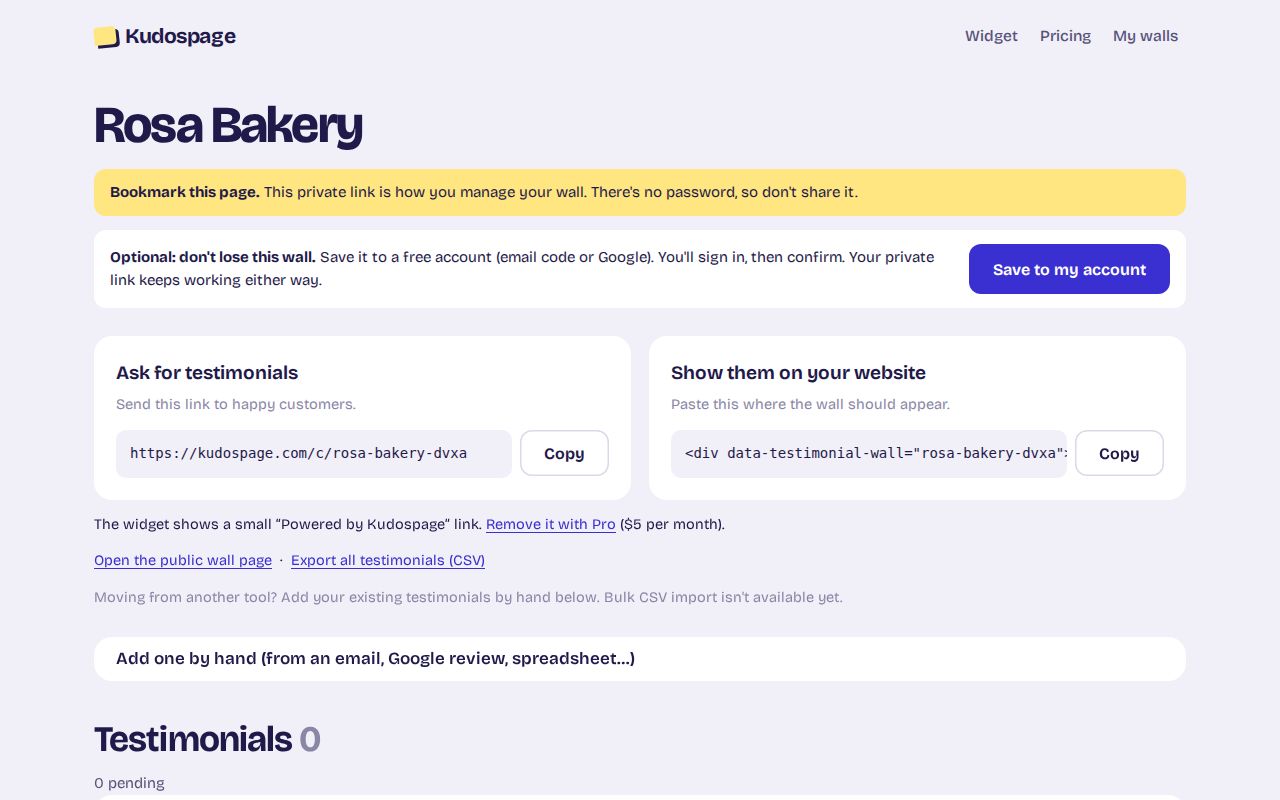 Kudospage
Widget Pricing My walls
Rosa Bakery
Bookmark this page. This private link is how you manage your wall. There's no password, so don't share it.
Optional: don't lose this wall. Save it to a free account (email code or Google). You'll sign in, then confirm. Your private
link keeps working either way.
Save to my account
Ask for testimonials
Send this link to happy customers.
https://kudospage.com/c/rosa-bakery-dvxa
Copy
Show them on your website
Paste this where the wall should appear.
<div data-testimonial-wall="rosa-bakery-dvxa">
Copy
The widget shows a small “Powered by Kudospage” link. Remove it with Pro ($5 per month).
Open the public wall page · Export all testimonials (CSV)
Moving from another tool? Add your existing testimonials by hand below. Bulk CSV import isn't available yet.
Add one by hand (from an email, Google review, spreadsheet…)
Testimonials 0
0 pending